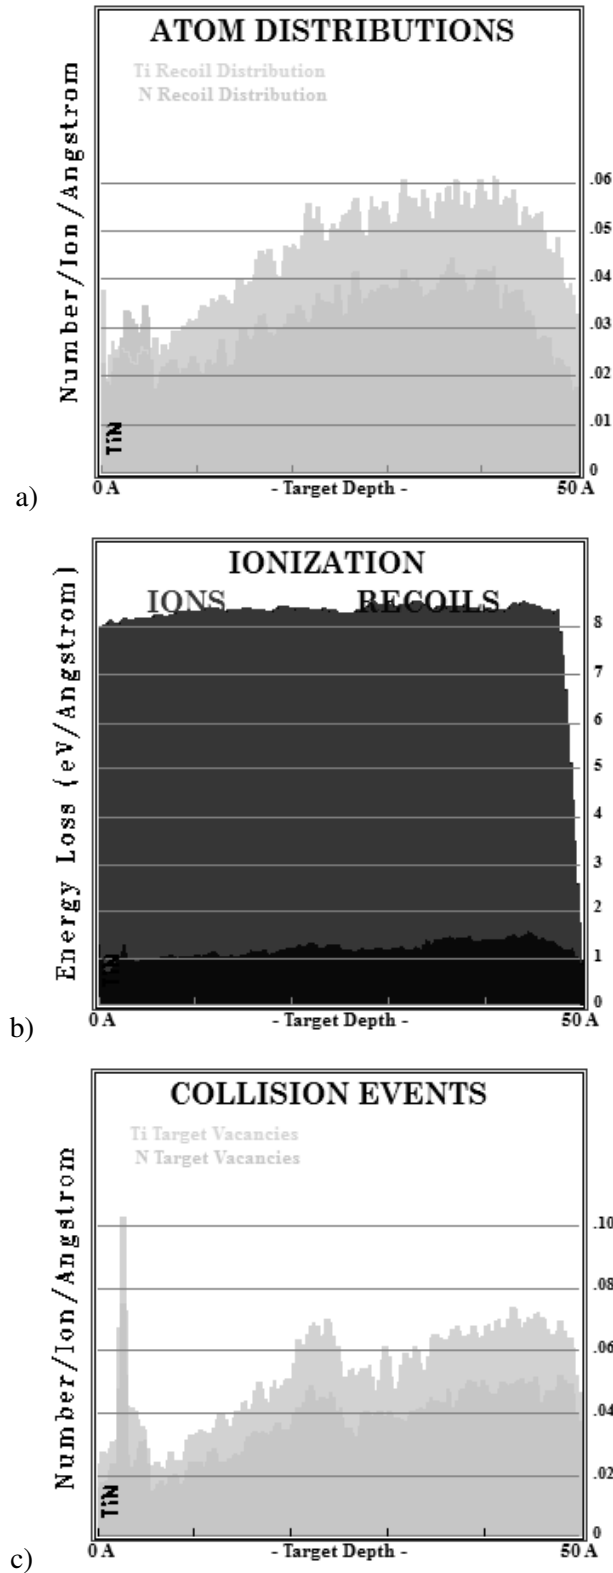 ATOM DISTRIBUTIONS
Ti Recoil Distribution
N Recoil Distribution
Number/Ion/Angstrom
.06
.05
.04
.03
.02
.01
0
TiN
a)
0 A
- Target Depth -
50 A
IONIZATION
IONS RECOILS
Energy Loss (eV/Angstrom)
8
7
6
5
4
3
2
1
0
TiN
b)
0 A
- Target Depth -
50 A
COLLISION EVENTS
Ti Target Vacancies
N Target Vacancies
Number/Ion/Angstrom
.10
.08
.06
.04
.02
0
TiN
c)
0 A
- Target Depth -
50 A